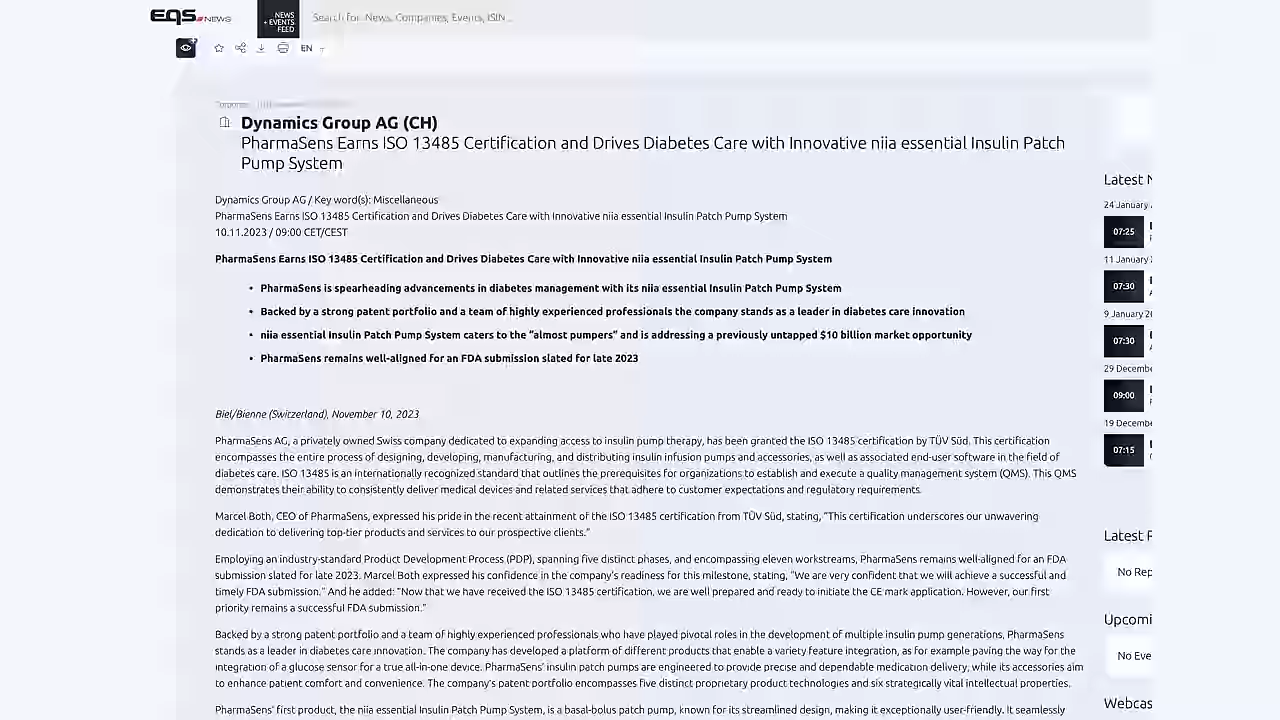 EQS NEWS
NEWS
+ EVENTS
FEED
Search for News, Companies, Events, ISIN...
EN
Corporate
Dynamics Group AG (CH)
PharmaSens Earns ISO 13485 Certification and Drives Diabetes Care with Innovative niia essential Insulin Patch
Pump System
Dynamics Group AG / Key word(s): Miscellaneous
PharmaSens Earns ISO 13485 Certification and Drives Diabetes Care with Innovative niia essential Insulin Patch Pump System
10.11.2023 / 09:00 CET/CEST
PharmaSens Earns ISO 13485 Certification and Drives Diabetes Care with Innovative niia essential Insulin Patch Pump System
• PharmaSens is spearheading advancements in diabetes management with its niia essential Insulin Patch Pump System
• Backed by a strong patent portfolio and a team of highly experienced professionals the company stands as a leader in diabetes care innovation
• niia essential Insulin Patch Pump System caters to the "almost pumpers" and is addressing a previously untapped $10 billion market opportunity
• PharmaSens remains well-aligned for an FDA submission slated for late 2023
Biel/Bienne (Switzerland), November 10, 2023
PharmaSens AG, a privately owned Swiss company dedicated to expanding access to insulin pump therapy, has been granted the ISO 13485 certification by TÜV Süd. This certification
encompasses the entire process of designing, developing, manufacturing, and distributing insulin infusion pumps and accessories, as well as associated end-user software in the field of
diabetes care. ISO 13485 is an internationally recognized standard that outlines the prerequisites for organizations to establish and execute a quality management system (QMS). This QMS
demonstrates their ability to consistently deliver medical devices and related services that adhere to customer expectations and regulatory requirements.
Marcel Both, CEO of PharmaSens, expressed his pride in the recent attainment of the ISO 13485 certification from TÜV Süd, stating, "This certification underscores our unwavering
dedication to delivering top-tier products and services to our prospective clients."
Employing an industry-standard Product Development Process (PDP), spanning five distinct phases, and encompassing eleven workstreams, PharmaSens remains well-aligned for an FDA
submission slated for late 2023. Marcel Both expressed his confidence in the company's readiness for this milestone, stating, "We are very confident that we will achieve a successful and
timely FDA submission." And he added: "Now that we have received the ISO 13485 certification, we are well prepared and ready to initiate the CE mark application. However, our first
priority remains a successful FDA submission."
Backed by a strong patent portfolio and a team of highly experienced professionals who have played pivotal roles in the development of multiple insulin pump generations, PharmaSens
stands as a leader in diabetes care innovation. The company has developed a platform of different products that enable a variety feature integration, as for example paving the way for the
integration of a glucose sensor for a true all-in-one device. PharmaSens' insulin patch pumps are engineered to provide precise and dependable medication delivery, while its accessories aim
to enhance patient comfort and convenience. The company's patent portfolio encompasses five distinct proprietary product technologies and six strategically vital intellectual properties.
PharmaSens' first product, the niia essential Insulin Patch Pump System, is a basal-bolus patch pump, known for its streamlined design, making it exceptionally user-friendly. It seamlessly
Latest N
24 January
07:25
11 January
07:30
9 January 20
07:30
29 Decembe
09:00
19 Decembe
07:15
Latest R
No Rep
Upcomi
No Eve
Webcas